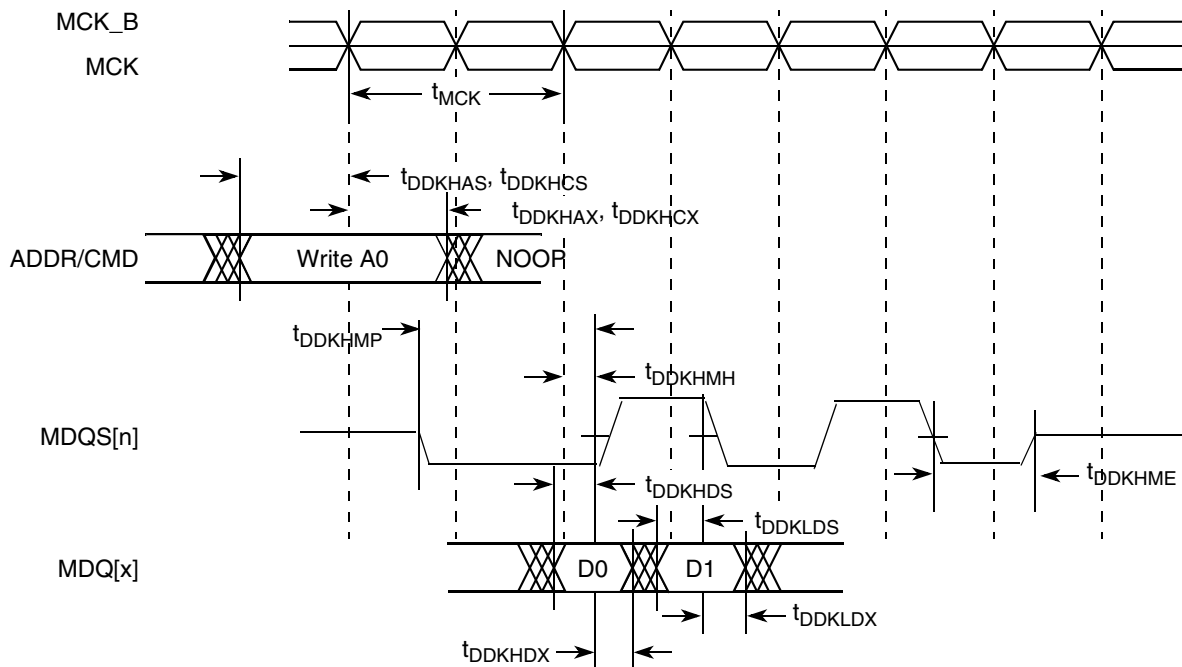 MCK_B
MCK
tMCK
tDDKHAS, tDDKHCS
tDDKHAX, tDDKHCX
ADDR/CMD
Write A0
NOOP
tDDKHMP
tDDKHMH
MDQS[n]
tDDKHDS
tDDKHME
tDDKLDS
MDQ[x]
D0
D1
tDDKLDX
tDDKHDX